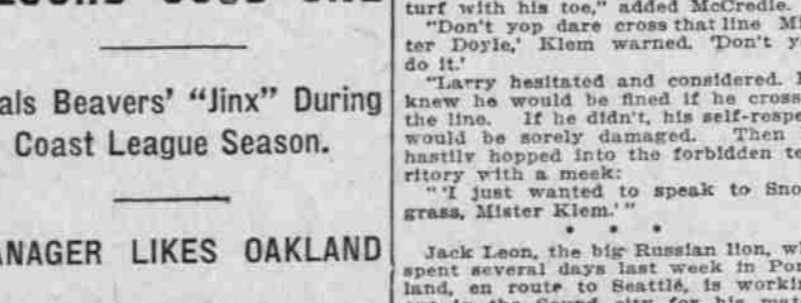 als Beavers' "Jinx" During
Coast League Season.
ANAGER LIKES OAKLAND
turf with his toe," added McCredie.
"Don't yop dare cross that line Mi
ter Doyle,' Klem warned. 'Don't y
do it.'
"Larry hesitated and considered.
knew he would be fined if he cross
the line. If he didn't, his self-respe
would be sorely damaged. Then
hastily hopped into the forbidden te
ritory with a meek:
"'I just wanted to speak to Sno
grass, Mister Klem.'"
* * *
Jack Leon, the big Russian lion, w
spent several days last week in Por
land, en route to Seattle, is workin